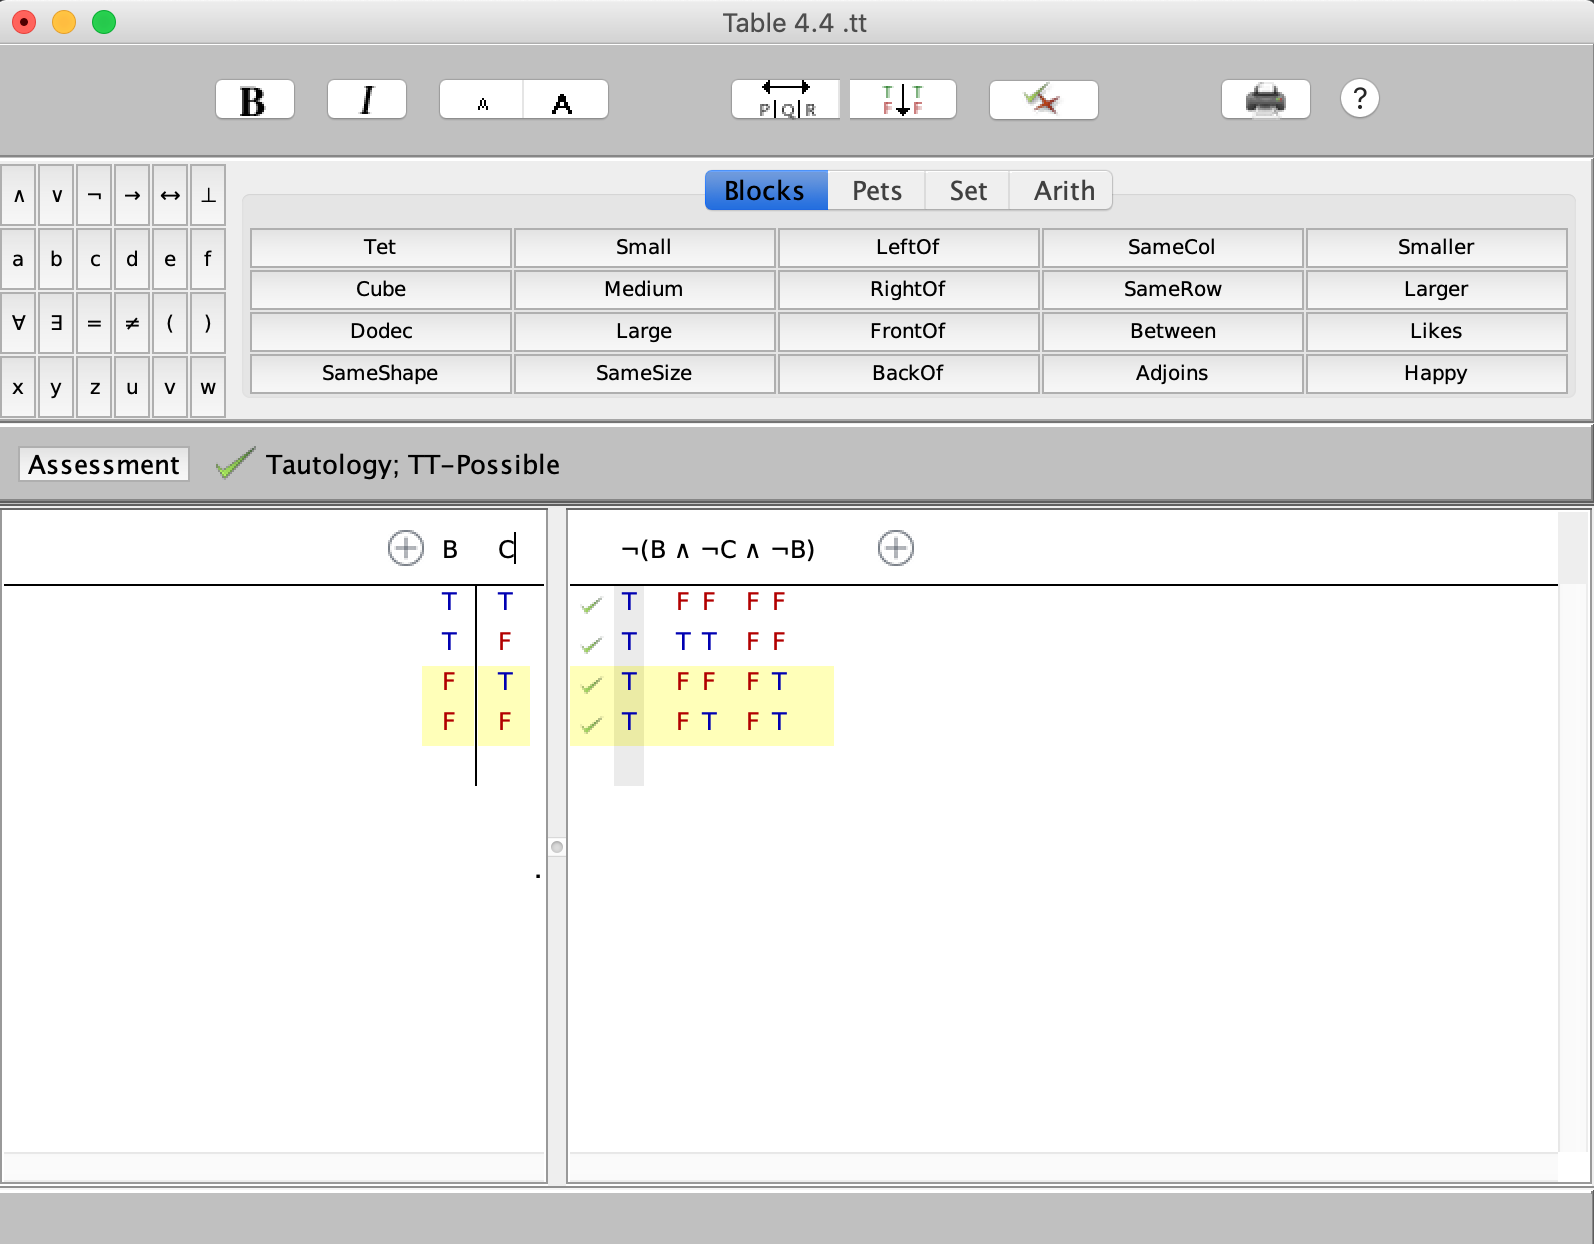 Table 4.4 .tt
B I A A P|Q|R T T F F ?
∧ ∨ ¬ → ↔ ⊥
a b c d e f
∀ ∃ = ≠ ( )
x y z u v w
Blocks Pets Set Arith
Tet Small LeftOf SameCol Smaller
Cube Medium RightOf SameRow Larger
Dodec Large FrontOf Between Likes
SameShape SameSize BackOf Adjoins Happy
Assessment Tautology; TT-Possible
B C ¬(B ∧ ¬C ∧ ¬B)
T T T F F F F
T F T T T F F
F T T F F F T
F F T F T F T
.